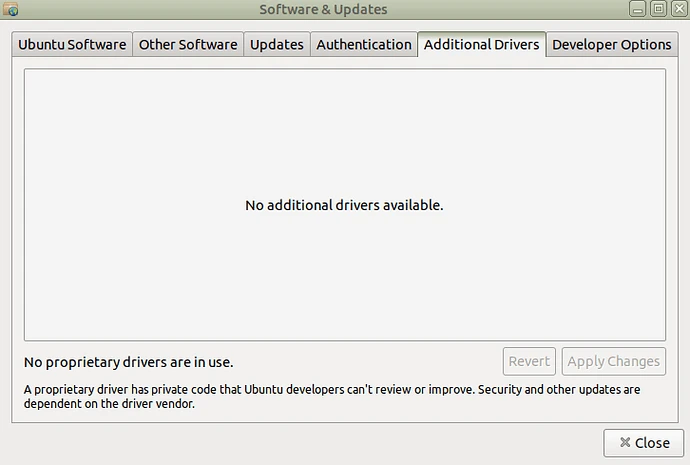 Software & Updates
Ubuntu Software
Other Software
Updates
Authentication
Additional Drivers
Developer Options
No additional drivers available.
No proprietary drivers are in use.
Revert
Apply Changes
A proprietary driver has private code that Ubuntu developers can't review or improve. Security and other updates are
dependent on the driver vendor.
Close